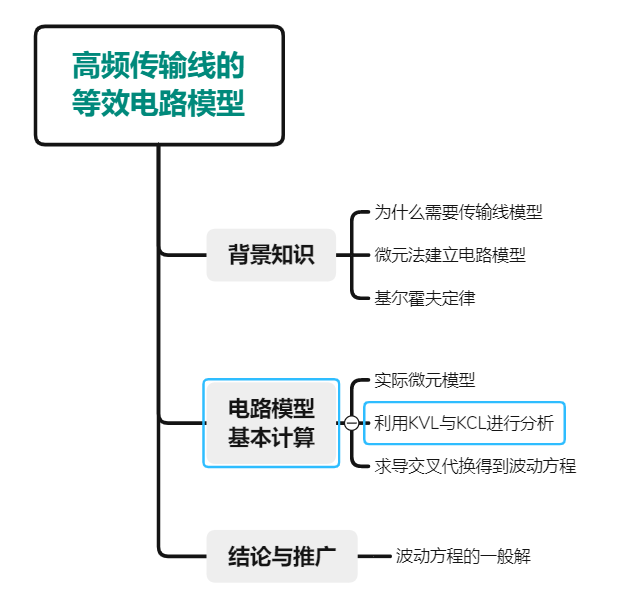 高频传输线的
等效电路模型
背景知识
为什么需要传输线模型
微元法建立电路模型
基尔霍夫定律
电路模型
基本计算
实际微元模型
利用KVL与KCL进行分析
求导交叉代换得到波动方程
结论与推广
波动方程的一般解